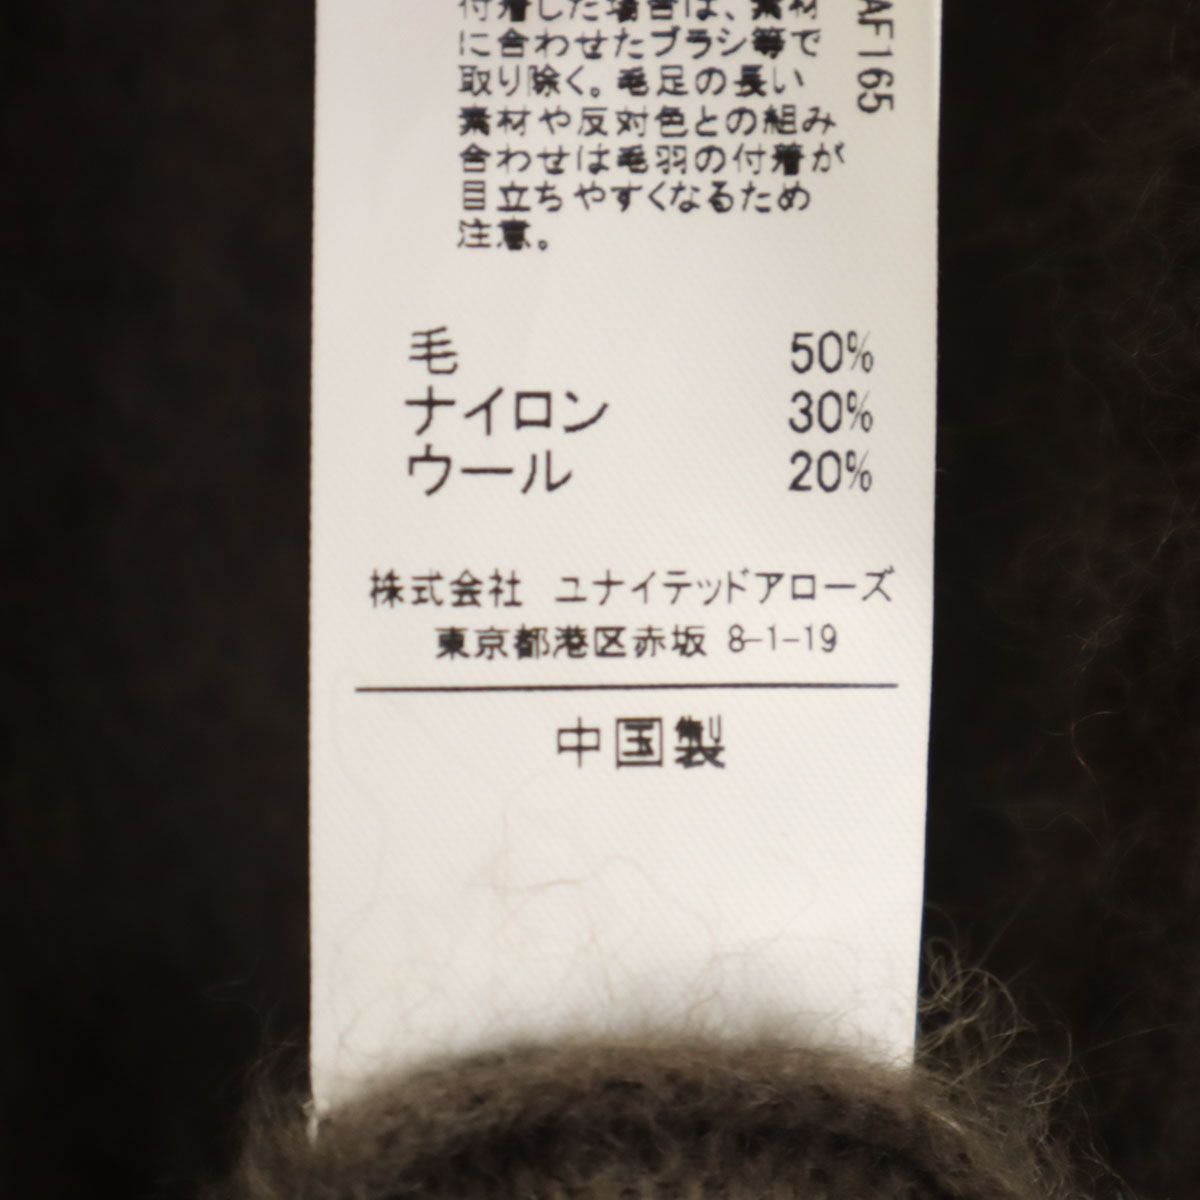 付着した場合は、素材
に合わせたブラシ等で
取り除く。毛足の長い
素材や反対色との組み
合わせは毛羽の付着が
目立ちやすくなるため
注意。
AF165
毛 50%
ナイロン 30%
ウール 20%
株式会社 ユナイテッドアローズ
東京都港区赤坂 8-1-19
中国製